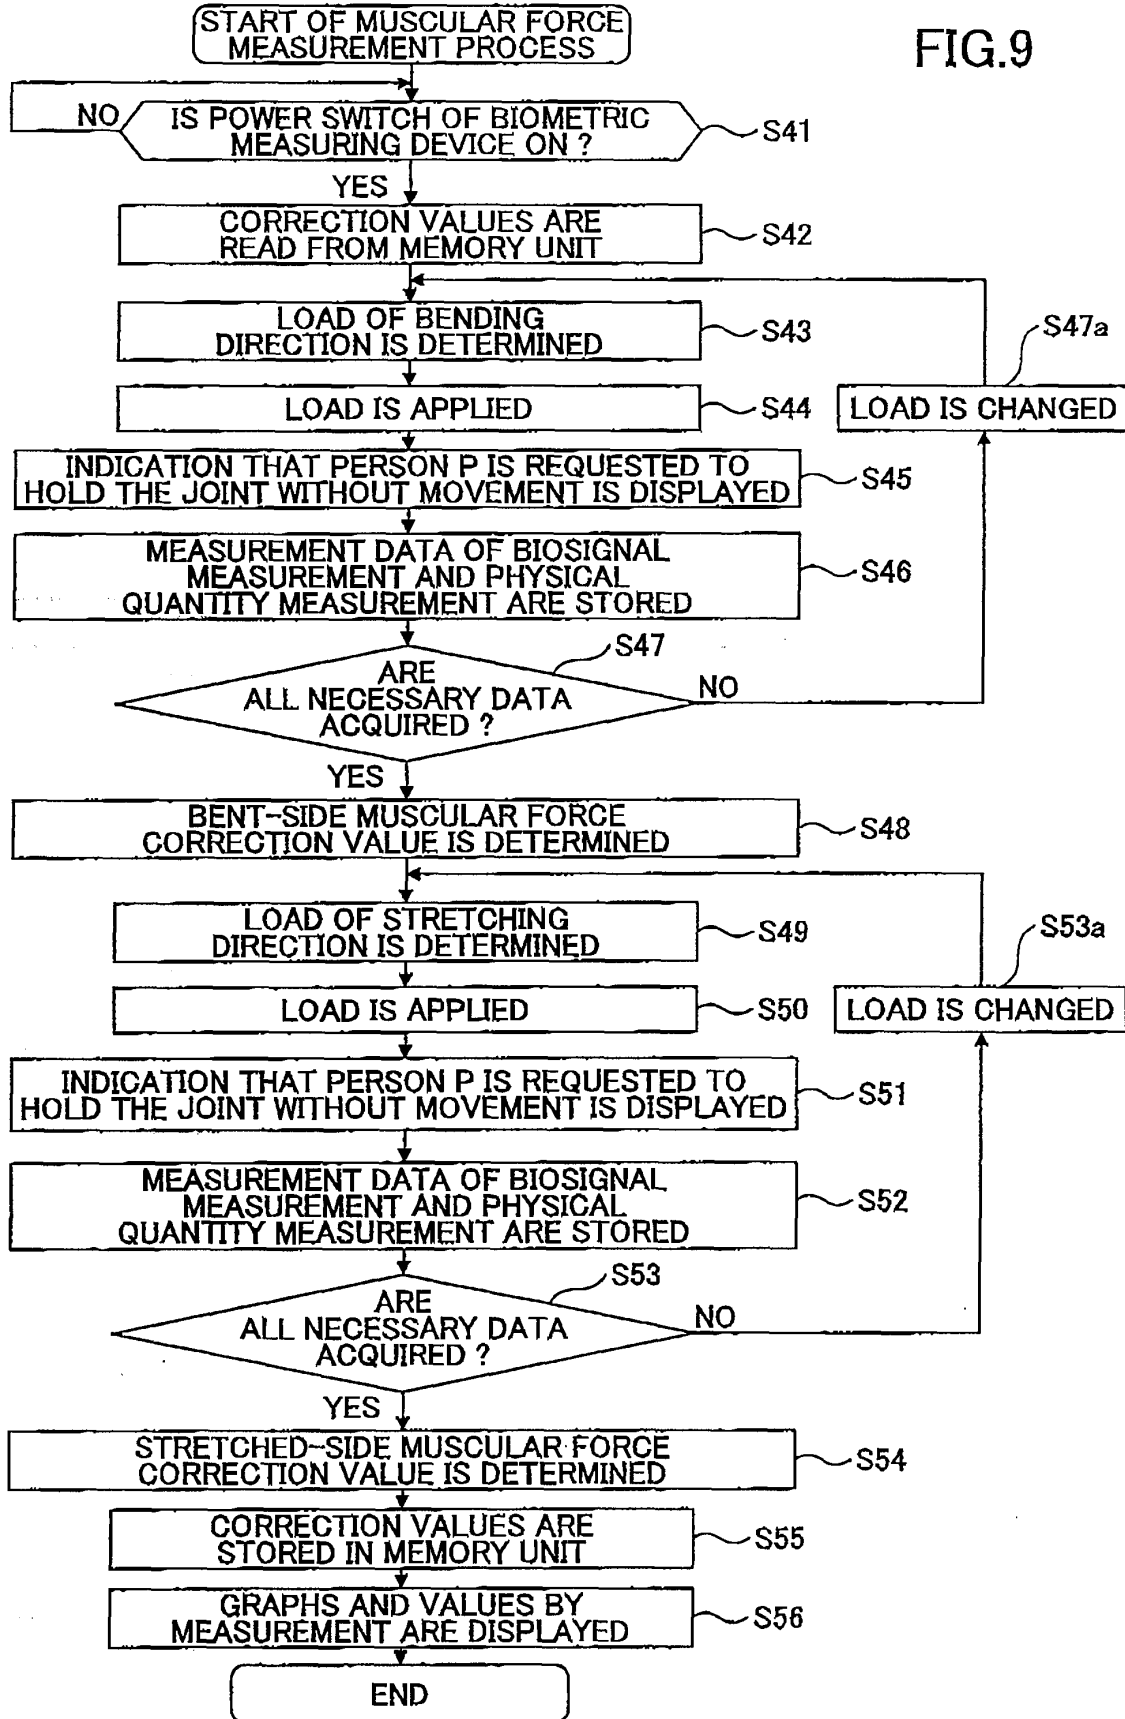 START OF MUSCULAR FORCE
MEASUREMENT PROCESS
FIG.9
NO
IS POWER SWITCH OF BIOMETRIC
MEASURING DEVICE ON ?
S41
YES
CORRECTION VALUES ARE
READ FROM MEMORY UNIT
S42
LOAD OF BENDING
DIRECTION IS DETERMINED
S43
S47a
LOAD IS APPLIED
S44
LOAD IS CHANGED
INDICATION THAT PERSON P IS REQUESTED TO
HOLD THE JOINT WITHOUT MOVEMENT IS DISPLAYED
S45
MEASUREMENT DATA OF BIOSIGNAL
MEASUREMENT AND PHYSICAL
QUANTITY MEASUREMENT ARE STORED
S46
S47
ARE
ALL NECESSARY DATA
ACQUIRED ?
NO
YES
BENT-SIDE MUSCULAR FORCE
CORRECTION VALUE IS DETERMINED
S48
LOAD OF STRETCHING
DIRECTION IS DETERMINED
S49
S53a
LOAD IS APPLIED
S50
LOAD IS CHANGED
INDICATION THAT PERSON P IS REQUESTED TO
HOLD THE JOINT WITHOUT MOVEMENT IS DISPLAYED
S51
MEASUREMENT DATA OF BIOSIGNAL
MEASUREMENT AND PHYSICAL
QUANTITY MEASUREMENT ARE STORED
S52
S53
ARE
ALL NECESSARY DATA
ACQUIRED ?
NO
YES
STRETCHED-SIDE MUSCULAR FORCE
CORRECTION VALUE IS DETERMINED
S54
CORRECTION VALUES ARE
STORED IN MEMORY UNIT
S55
GRAPHS AND VALUES BY
MEASUREMENT ARE DISPLAYED
S56
END